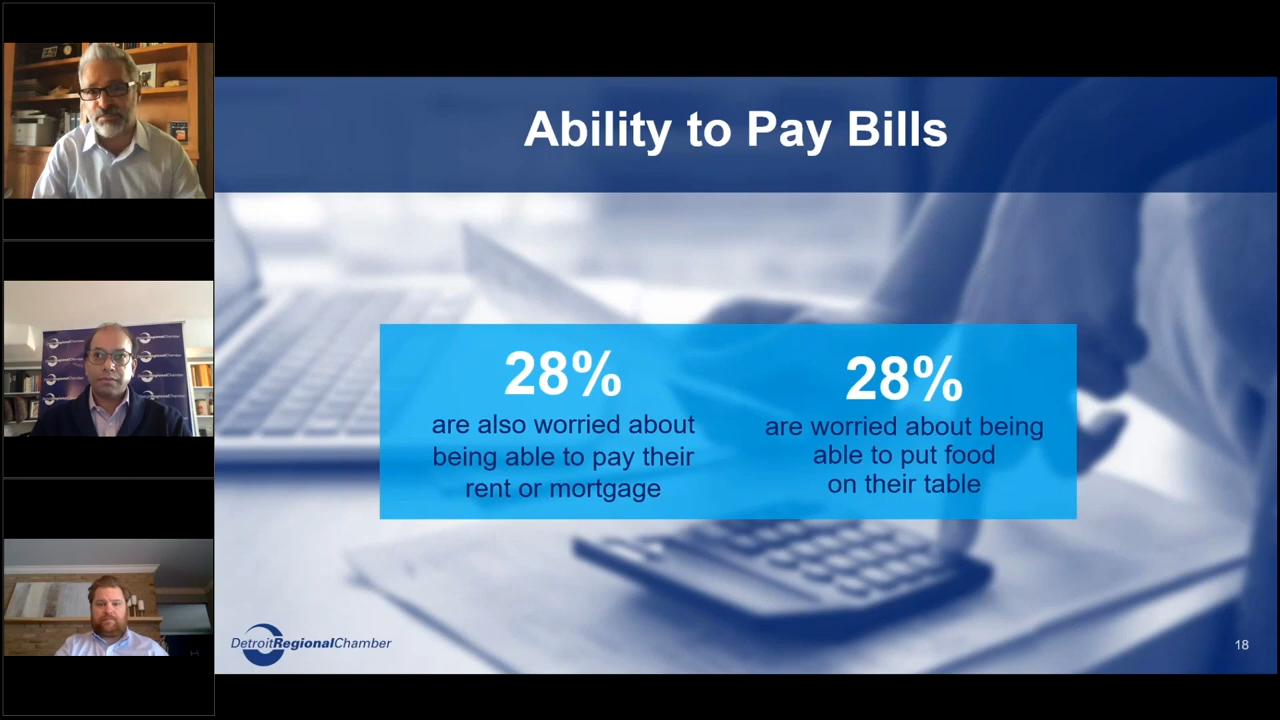 Ability to Pay Bills
28%
are also worried about
being able to pay their
rent or mortgage
28%
are worried about being
able to put food
on their table
DetroitRegionalChamber
18